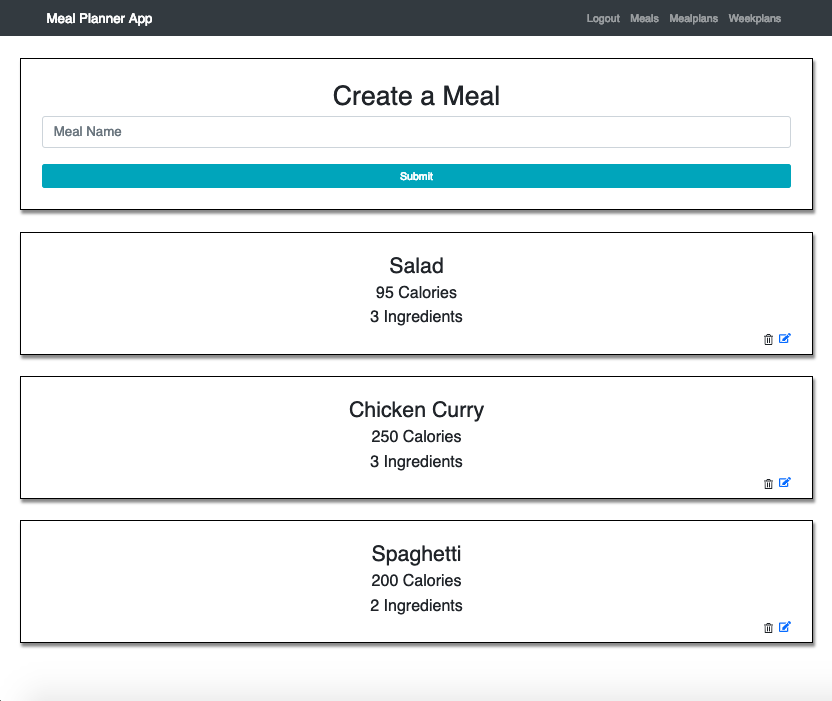 Meal Planner App
Logout Meals Mealplans Weekplans
Create a Meal
Meal Name
Submit
Salad
95 Calories
3 Ingredients
Chicken Curry
250 Calories
3 Ingredients
Spaghetti
200 Calories
2 Ingredients